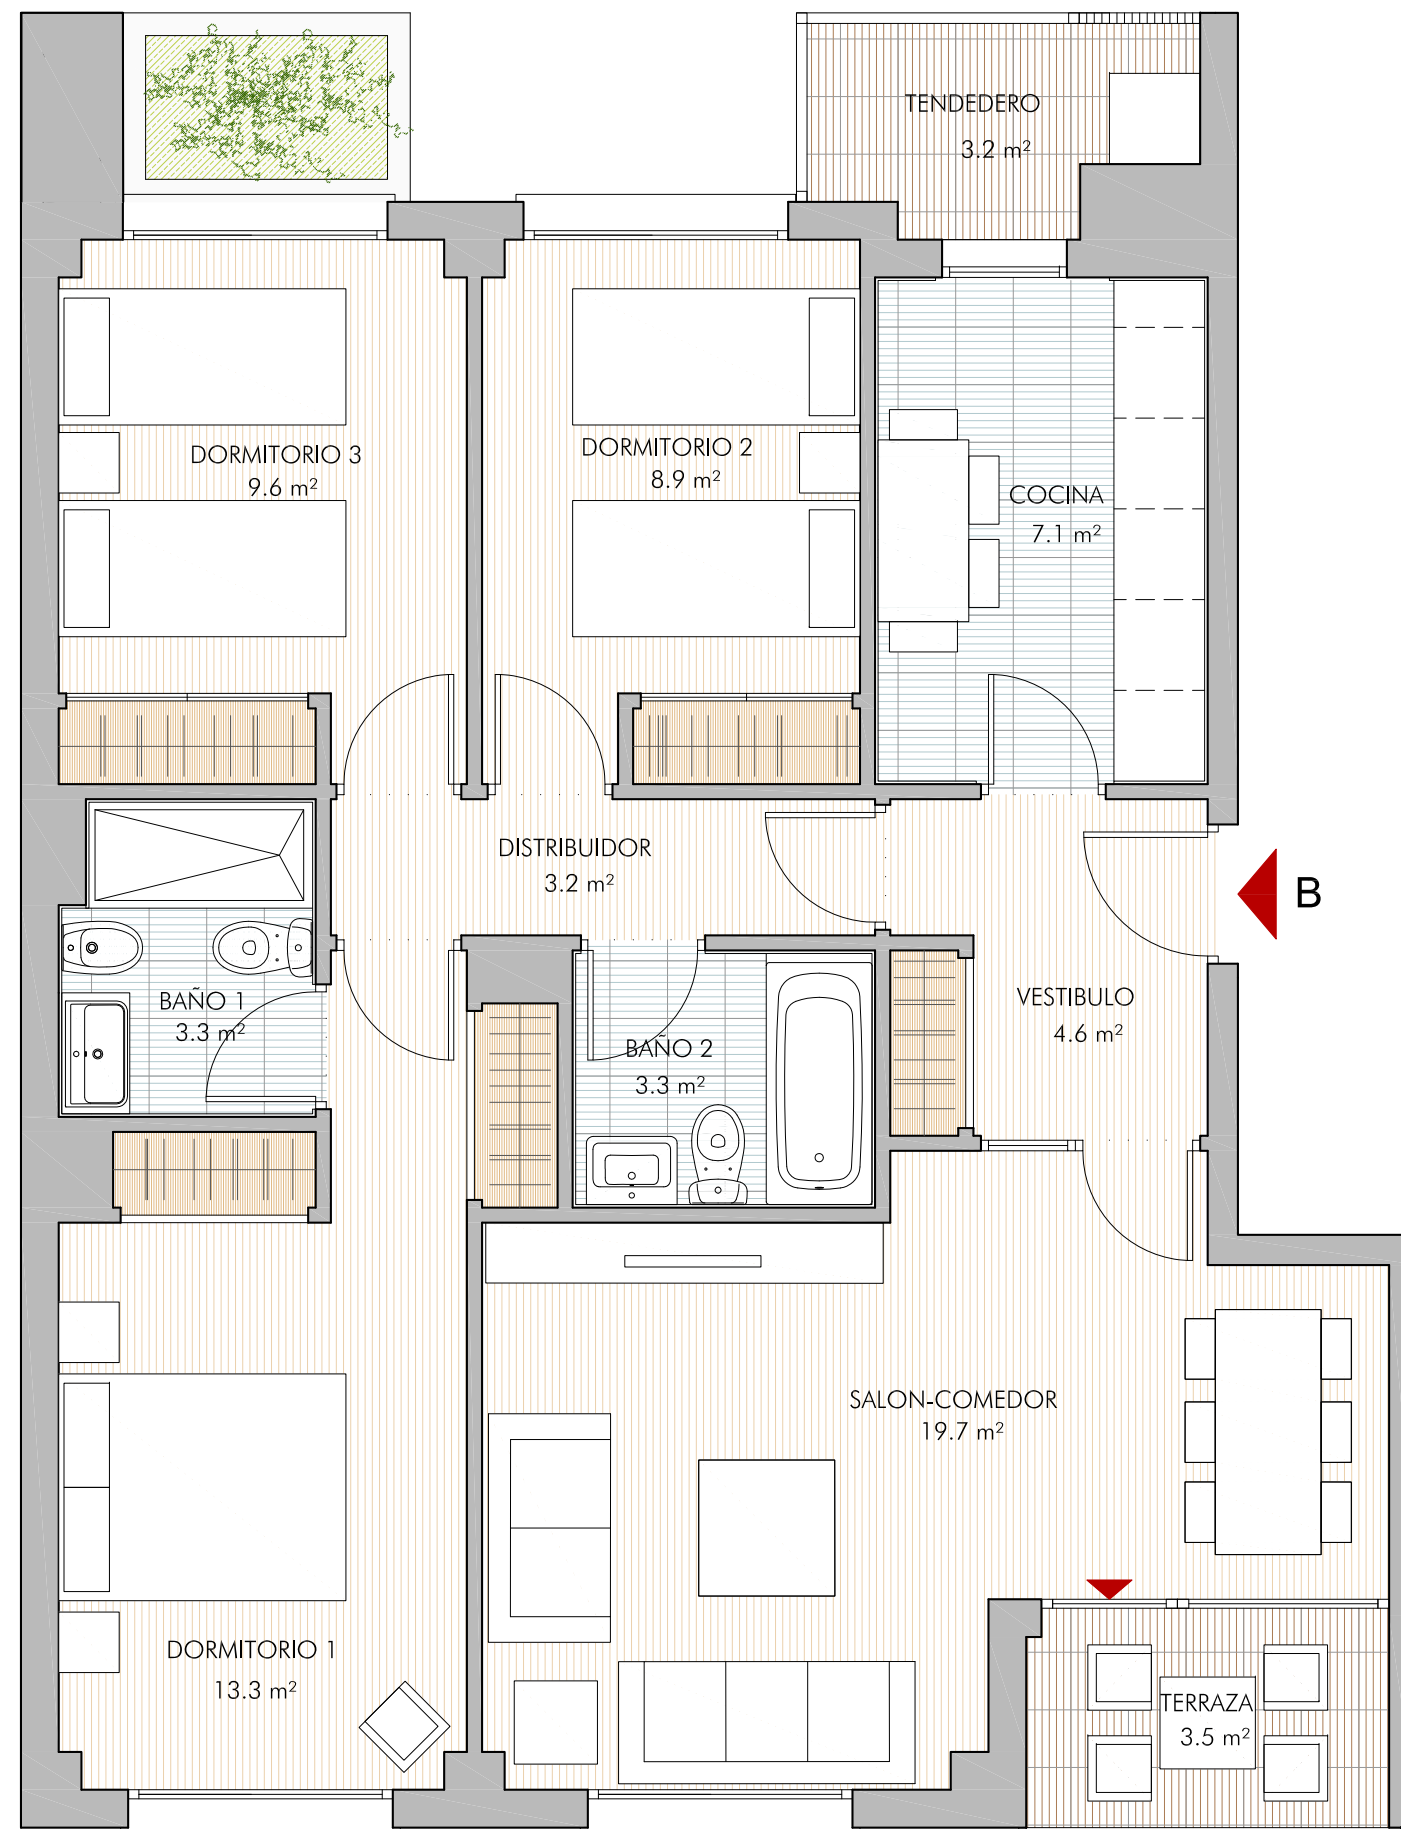 TENDEDERO
3.2 m²
DORMITORIO 3
9.6 m²
DORMITORIO 2
8.9 m²
COCINA
7.1 m²
DISTRIBUIDOR
3.2 m²
B
BAÑO 1
3.3 m²
VESTIBULO
4.6 m²
BAÑO 2
3.3 m²
SALON-COMEDOR
19.7 m²
DORMITORIO 1
13.3 m²
TERRAZA
3.5 m²